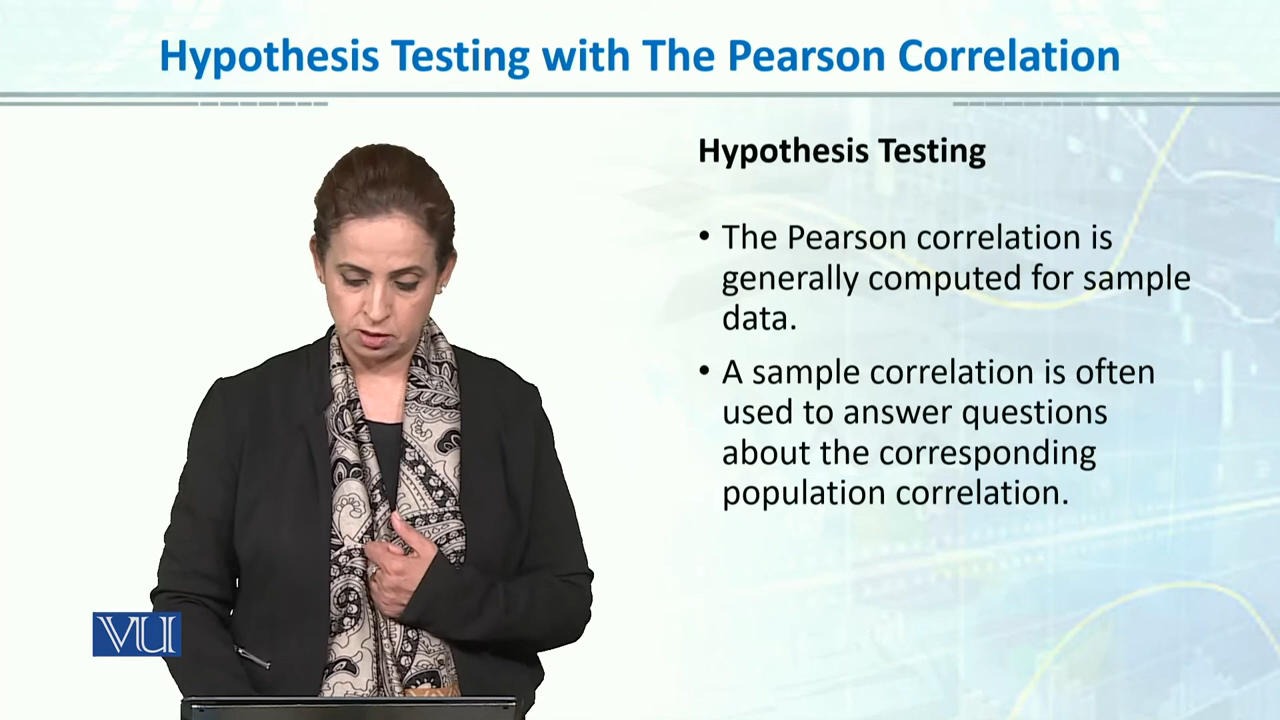 Hypothesis Testing with The Pearson Correlation
Hypothesis Testing
• The Pearson correlation is
generally computed for sample
data.
• A sample correlation is often
used to answer questions
about the corresponding
population correlation.
VU